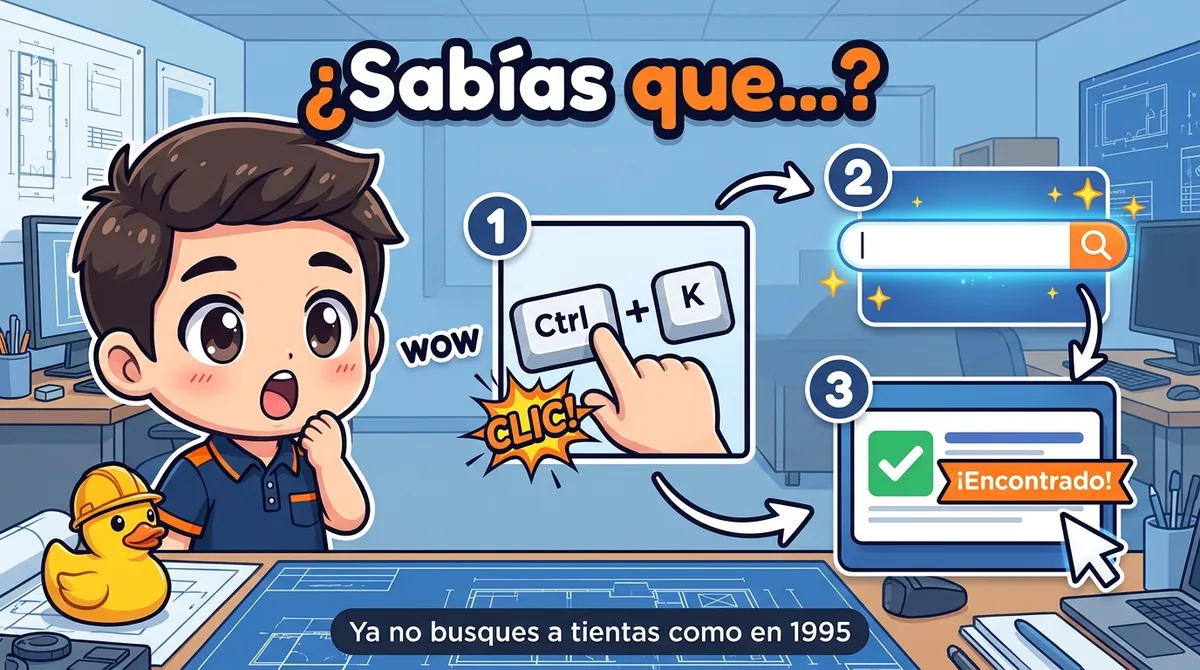 ¿Sabías que...?
WOW
1
Ctrl + K
CLIC!
2
3
¡Encontrado!
Ya no busques a tientas como en 1995